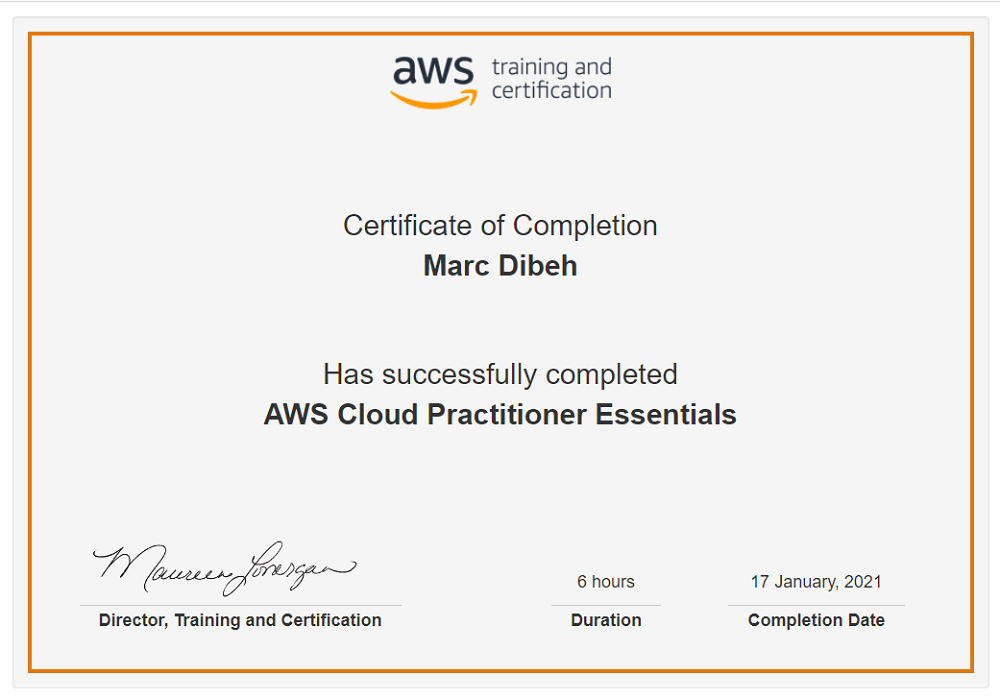 aws training and
certification
Certificate of Completion
Marc Dibeh
Has successfully completed
AWS Cloud Practitioner Essentials
Maureen Lonergan
6 hours
17 January, 2021
Director, Training and Certification
Duration
Completion Date